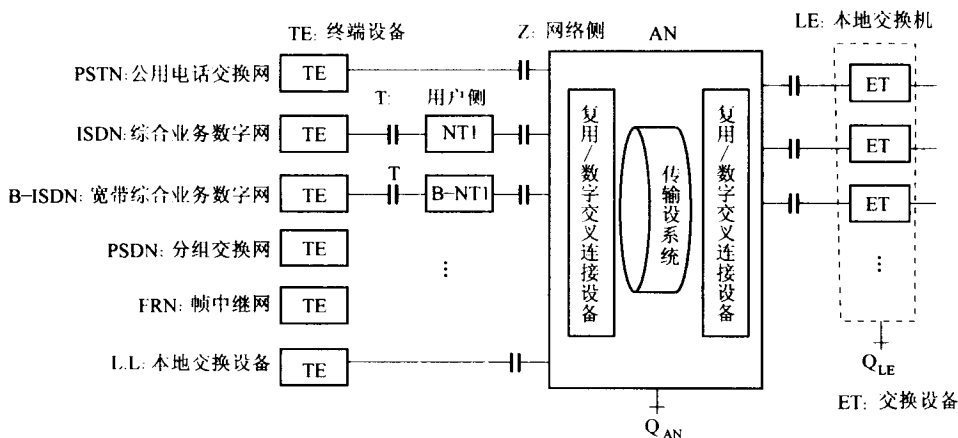 TE: 终端设备
Z: 网络侧
AN
LE: 本地交换机
PSTN:公用电话交换网
TE
ET
T:
用户侧
ISDN:综合业务数字网
TE
NT1
ET
T
B-ISDN: 宽带综合业务数字网
TE
B-NT1
ET
复用/数字交叉连接设备
传输设系统
复用/数字交叉连接设备
PSDN: 分组交换网
TE
⋮
⋮
FRN: 帧中继网
TE
L.L: 本地交换设备
TE
Q LE
ET: 交换设备
Q AN